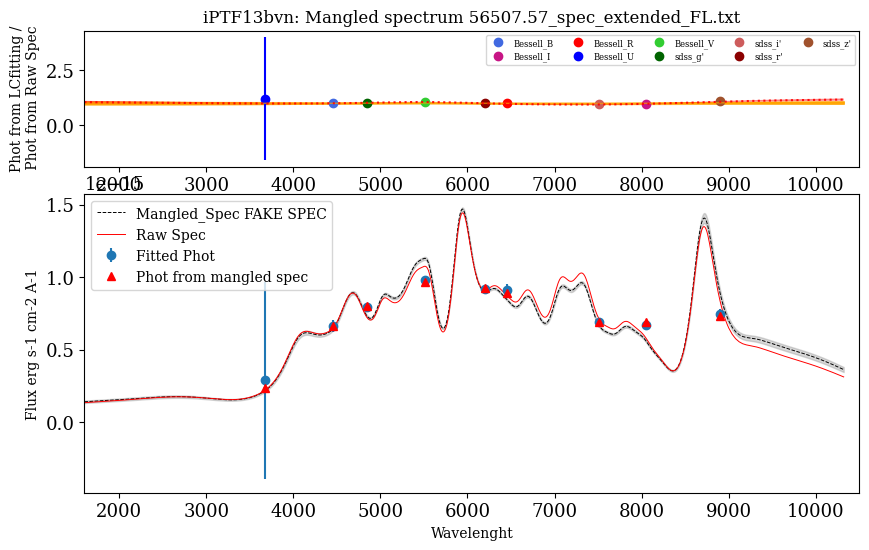 iPTF13bvn: Mangled spectrum 56507.57_spec_extended_FL.txt
Phot from LCfitting /
Phot from Raw Spec
2.5
0.0
Bessell_B Bessell_R Bessell_V sdss_i' sdss_z'
Bessell_I Bessell_U sdss_g' sdss_r'
2000 3000 4000 5000 6000 7000 8000 9000 10000
1e−15
Flux erg s-1 cm-2 A-1
1.5
1.0
0.5
0.0
Mangled_Spec FAKE SPEC
Raw Spec
Fitted Phot
Phot from mangled spec
2000 3000 4000 5000 6000 7000 8000 9000 10000
Wavelenght